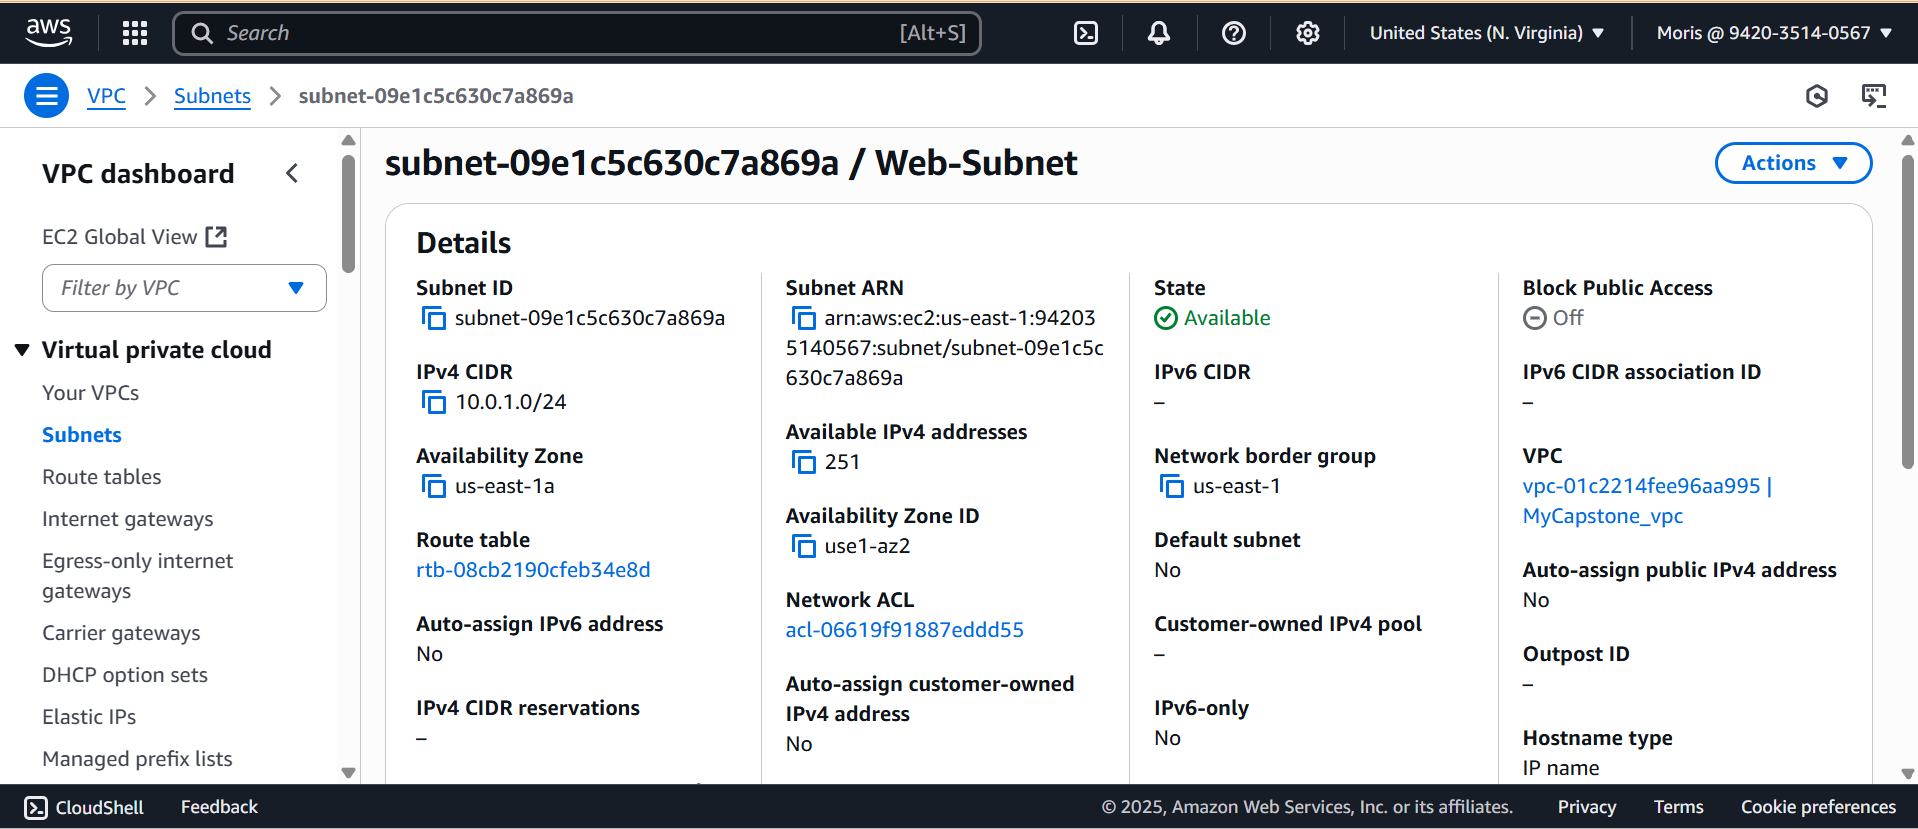 aws
Search [Alt+S]
United States (N. Virginia)
Moris @ 9420-3514-0567
VPC
Subnets
subnet-09e1c5c630c7a869a
VPC dashboard
EC2 Global View
Filter by VPC
Virtual private cloud
Your VPCs
Subnets
Route tables
Internet gateways
Egress-only internet
gateways
Carrier gateways
DHCP option sets
Elastic IPs
Managed prefix lists
subnet-09e1c5c630c7a869a / Web-Subnet
Actions
Details
Subnet ID
subnet-09e1c5c630c7a869a
IPv4 CIDR
10.0.1.0/24
Availability Zone
us-east-1a
Route table
rtb-08cb2190cfeb34e8d
Auto-assign IPv6 address
No
IPv4 CIDR reservations
–
Subnet ARN
arn:aws:ec2:us-east-1:94203
5140567:subnet/subnet-09e1c5c
630c7a869a
Available IPv4 addresses
251
Availability Zone ID
use1-az2
Network ACL
acl-06619f91887eddd55
Auto-assign customer-owned
IPv4 address
No
State
Available
IPv6 CIDR
–
Network border group
us-east-1
Default subnet
No
Customer-owned IPv4 pool
–
IPv6-only
No
Block Public Access
Off
IPv6 CIDR association ID
–
VPC
vpc-01c2214fee96aa995 |
MyCapstone_vpc
Auto-assign public IPv4 address
No
Outpost ID
–
Hostname type
IP name
CloudShell
Feedback
© 2025, Amazon Web Services, Inc. or its affiliates.
Privacy
Terms
Cookie preferences